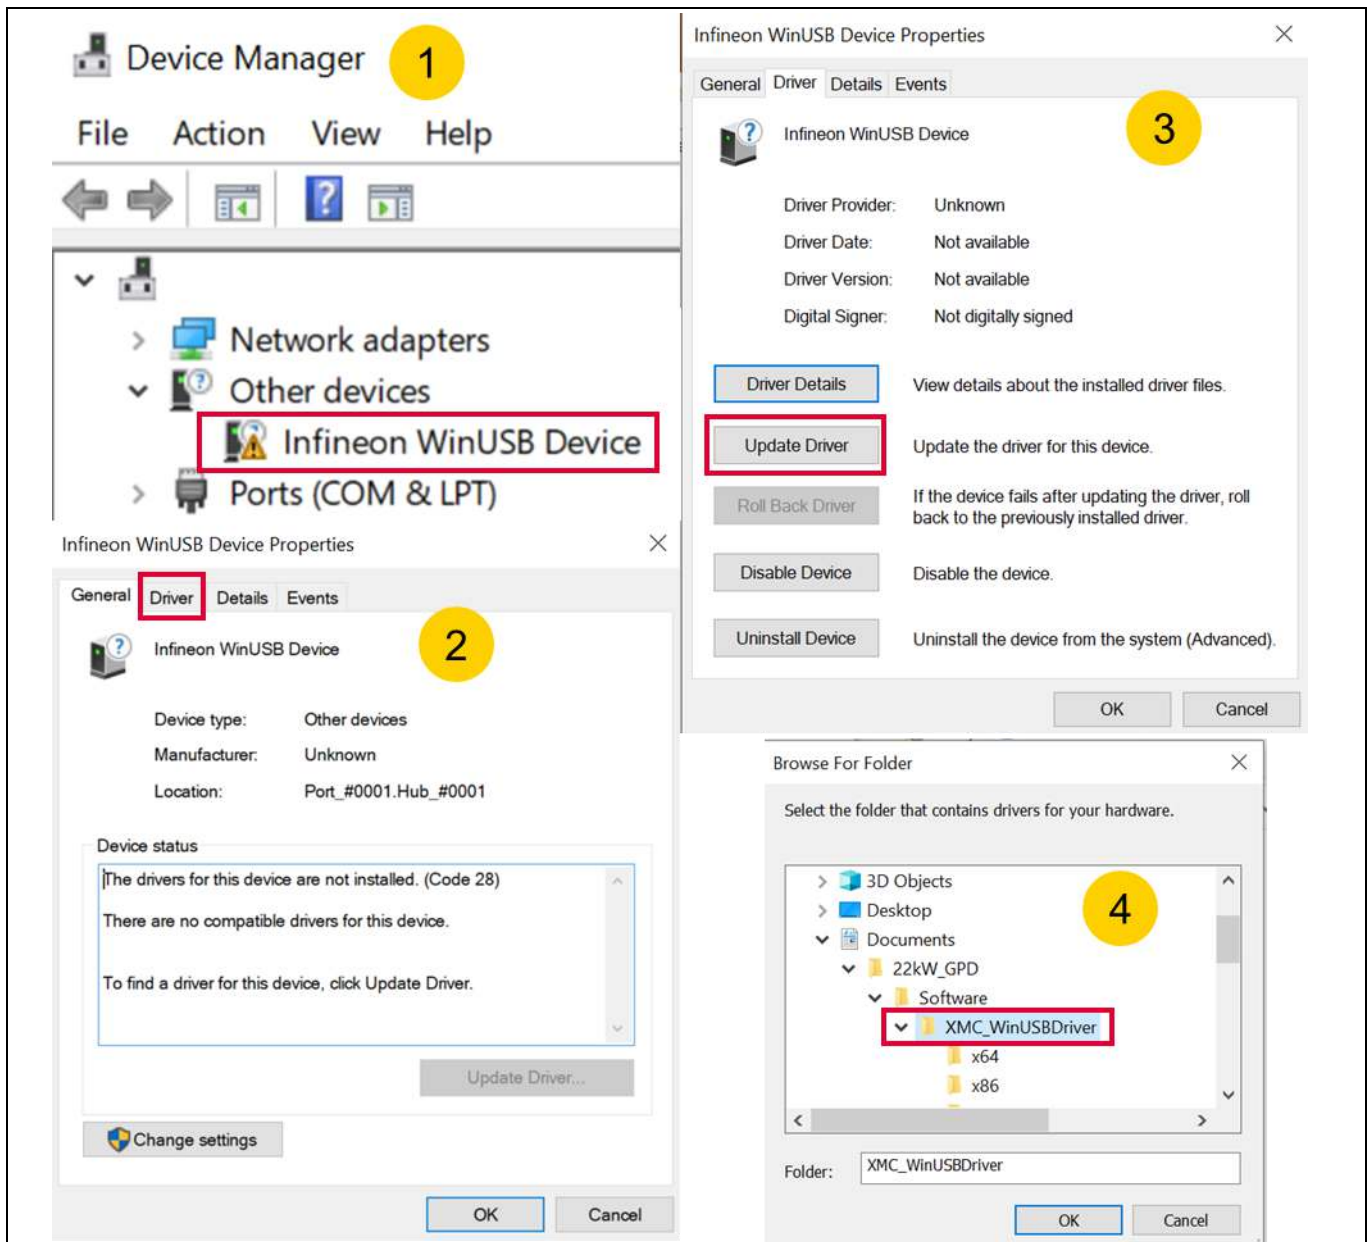 Device Manager
1
File Action View Help
Network adapters
Other devices
Infineon WinUSB Device
Ports (COM & LPT)
Infineon WinUSB Device Properties
General Driver Details Events
2
Infineon WinUSB Device
Device type: Other devices
Manufacturer: Unknown
Location: Port_#0001.Hub_#0001
Device status
The drivers for this device are not installed. (Code 28)
There are no compatible drivers for this device.
To find a driver for this device, click Update Driver.
Update Driver...
Change settings
OK Cancel
Infineon WinUSB Device Properties
General Driver Details Events
3
Infineon WinUSB Device
Driver Provider: Unknown
Driver Date: Not available
Driver Version: Not available
Digital Signer: Not digitally signed
Driver Details View details about the installed driver files.
Update Driver Update the driver for this device.
Roll Back Driver If the device fails after updating the driver, roll
back to the previously installed driver.
Disable Device Disable the device.
Uninstall Device Uninstall the device from the system (Advanced).
OK Cancel
Browse For Folder
Select the folder that contains drivers for your hardware.
4
3D Objects
Desktop
Documents
22kW_GPD
Software
XMC_WinUSBDriver
x64
x86
Folder: XMC_WinUSBDriver
OK Cancel